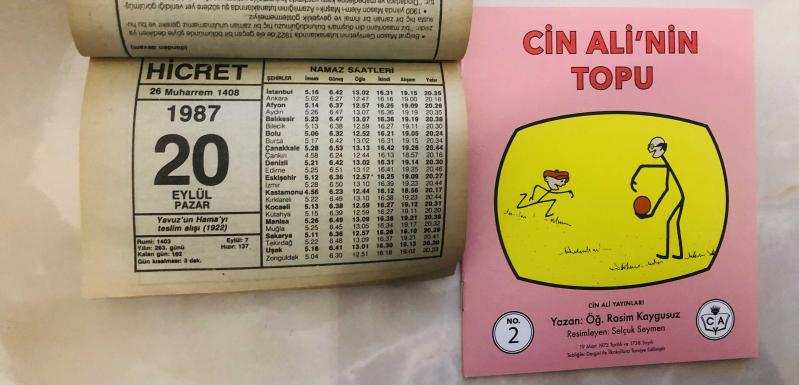 HİCRET
26 Muharrem 1408
1987
20
EYLÜL
PAZAR
Yavuz'un Hama'yı
teslim alışı (1922)
Rumi: 1403 Eylül: 7
Yılın: 263. günü Hızır: 137
Kalan gün: 102
Gün kısalması: 3 dak.
NAMAZ SAATLERİ
ŞEHİRLER İmsak Güneş Öğle İkindi Akşam Yatsı
İstanbul 5.16 6.42 13.02 16.31 19.15 20.35
Ankara 5.02 6.27 12.47 16.16 19.00 20.18
Afyon 5.14 6.37 12.57 16.25 19.09 20.26
Aydın 5.26 6.47 13.07 16.36 19.19 20.35
Balıkesir 5.23 6.47 13.07 16.36 19.19 20.38
Bilecik 5.13 6.38 12.59 16.27 19.11 20.30
Bolu 5.06 6.32 12.52 16.21 19.05 20.24
Bursa 5.17 6.42 13.02 16.31 19.15 20.34
Çanakkale 5.28 6.53 13.13 16.42 19.26 20.44
Çankırı 4.58 6.24 12.44 16.13 18.57 20.16
Denizli 5.21 6.42 13.02 16.31 19.14 20.30
Edirne 5.25 6.51 13.12 16.41 19.25 20.46
Eskişehir 5.12 6.36 12.57 16.25 19.09 20.27
İzmir 5.28 6.50 13.10 16.39 19.23 20.44
Kastamonu 4.56 6.23 12.44 16.12 18.56 20.17
Kırklareli 5.22 6.49 13.10 16.38 19.23 20.44
Kocaeli 5.13 6.38 12.59 16.27 19.12 20.31
Kütahya 5.15 6.39 12.59 16.27 19.11 20.20
Manisa 5.26 6.49 13.09 16.38 19.21 20.38
Muğla 5.25 6.45 13.05 16.34 19.17 20.32
Sakarya 5.11 6.36 12.57 16.26 19.10 20.29
Tekirdağ 5.22 6.48 13.09 16.37 19.21 20.41
Uşak 5.18 6.41 13.01 16.30 19.13 20.30
Zonguldak 5.04 6.30 12.51 16.18 19.02 20.23
CİN ALİ'NİN
TOPU
CİN ALİ YAYINLARI
NO.
2
Yazan: Öğ. Rasim Kaygusuz
Resimleyen: Selçuk Seymen
19 Mart 1973 Tarihli ve 1738 Sayılı
Tebliğler Dergisi ile İlkokullara Tavsiye Edilmiştir.
C A